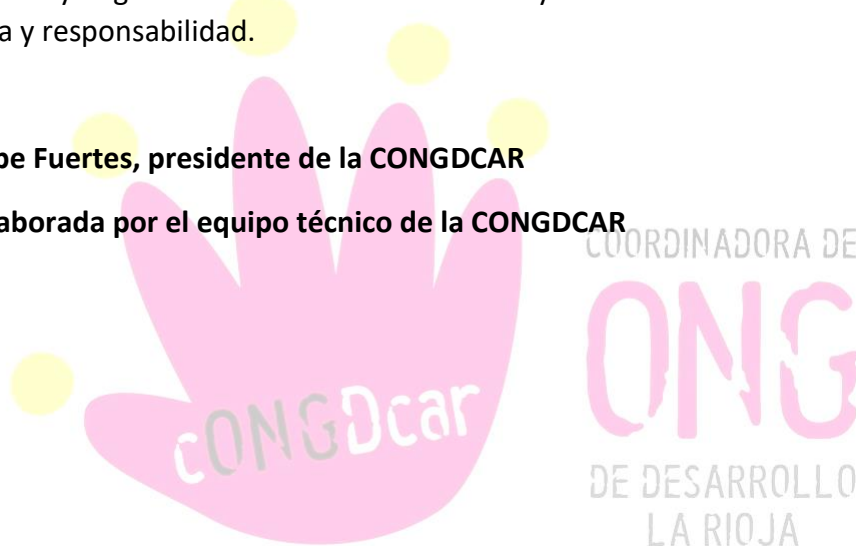 a y responsabilidad.
pe Fuertes, presidente de la CONGDCAR
aborada por el equipo técnico de la CONGDCAR
COORDINADORA DE
ONG
cONGDcar
DE DESARROLLO
LA RIOJA